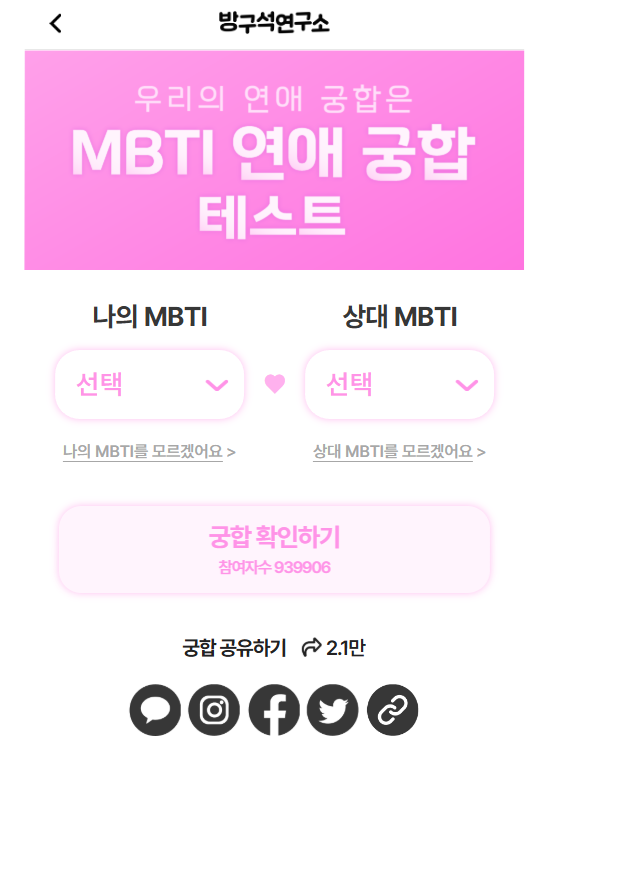 방구석연구소
우리의 연애 궁합은
MBTI 연애 궁합
테스트
나의 MBTI
상대 MBTI
선택
선택
나의 MBTI를 모르겠어요 >
상대 MBTI를 모르겠어요 >
궁합 확인하기
참여자수 939906
궁합 공유하기 2.1만